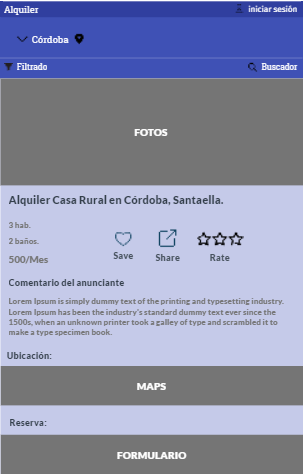 Alquiler
iniciar sesión
Córdoba
Filtrado
Buscador
FOTOS
Alquiler Casa Rural en Córdoba, Santaella.
3 hab.
2 baños.
500/Mes
Save
Share
Rate
Comentario del anunciante
Lorem Ipsum is simply dummy text of the printing and typesetting industry.
Lorem Ipsum has been the industry's standard dummy text ever since the
1500s, when an unknown printer took a galley of type and scrambled it to
make a type specimen book.
Ubicación:
MAPS
Reserva:
FORMULARIO